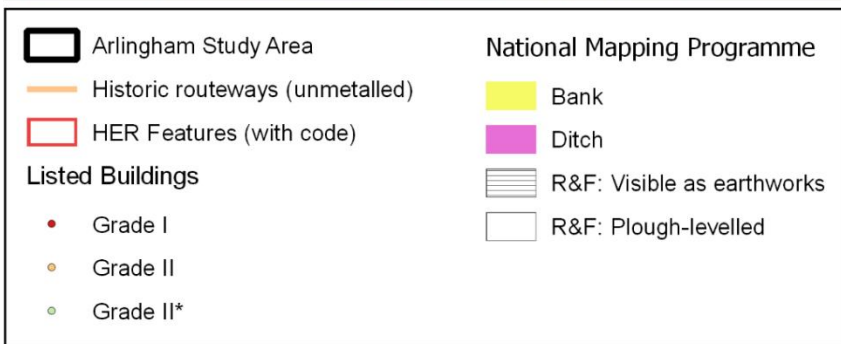 Arlingham Study Area
Historic routeways (unmetalled)
HER Features (with code)
Listed Buildings
Grade I
Grade II
Grade II*
National Mapping Programme
Bank
Ditch
R&F: Visible as earthworks
R&F: Plough-levelled